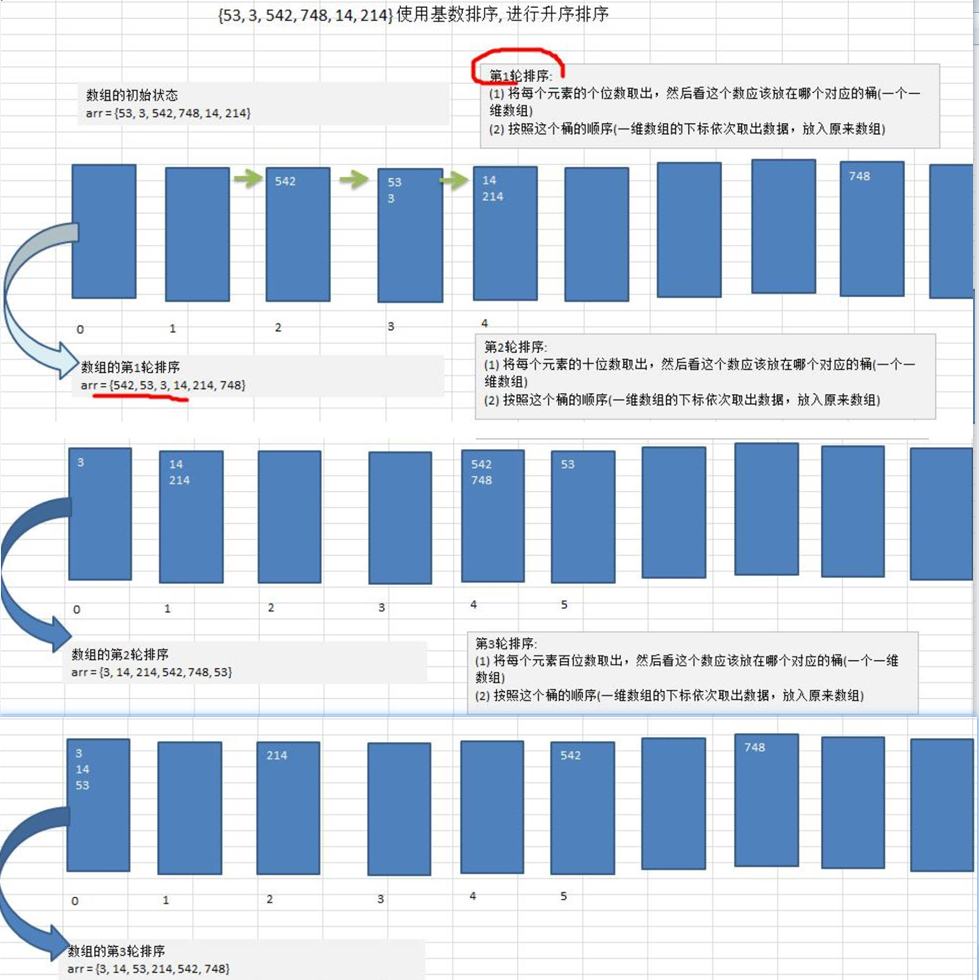 {53, 3, 542, 748, 14, 214} 使用基数排序, 进行升序排序
第1轮排序:
(1) 将每个元素的个位数取出，然后看这个数应该放在哪个对应的桶(一个一
维数组)
(2) 按照这个桶的顺序(一维数组的下标依次取出数据，放入原来数组)
数组的初始状态
arr = {53, 3, 542, 748, 14, 214}
542
53
3
14
214
748
0
1
2
3
4
数组的第1轮排序
arr = {542, 53, 3, 14, 214, 748}
第2轮排序:
(1) 将每个元素的十位数取出，然后看这个数应该放在哪个对应的桶(一个一
维数组)
(2) 按照这个桶的顺序(一维数组的下标依次取出数据，放入原来数组)
3
14
214
542
748
53
0
1
2
3
4
5
数组的第2轮排序
arr = {3, 14, 214, 542, 748, 53}
第3轮排序:
(1) 将每个元素百位数取出，然后看这个数应该放在哪个对应的桶(一个一维
数组)
(2) 按照这个桶的顺序(一维数组的下标依次取出数据，放入原来数组)
3
14
53
214
542
748
0
1
2
3
4
5
数组的第3轮排序
arr = {3, 14, 53, 214, 542, 748}